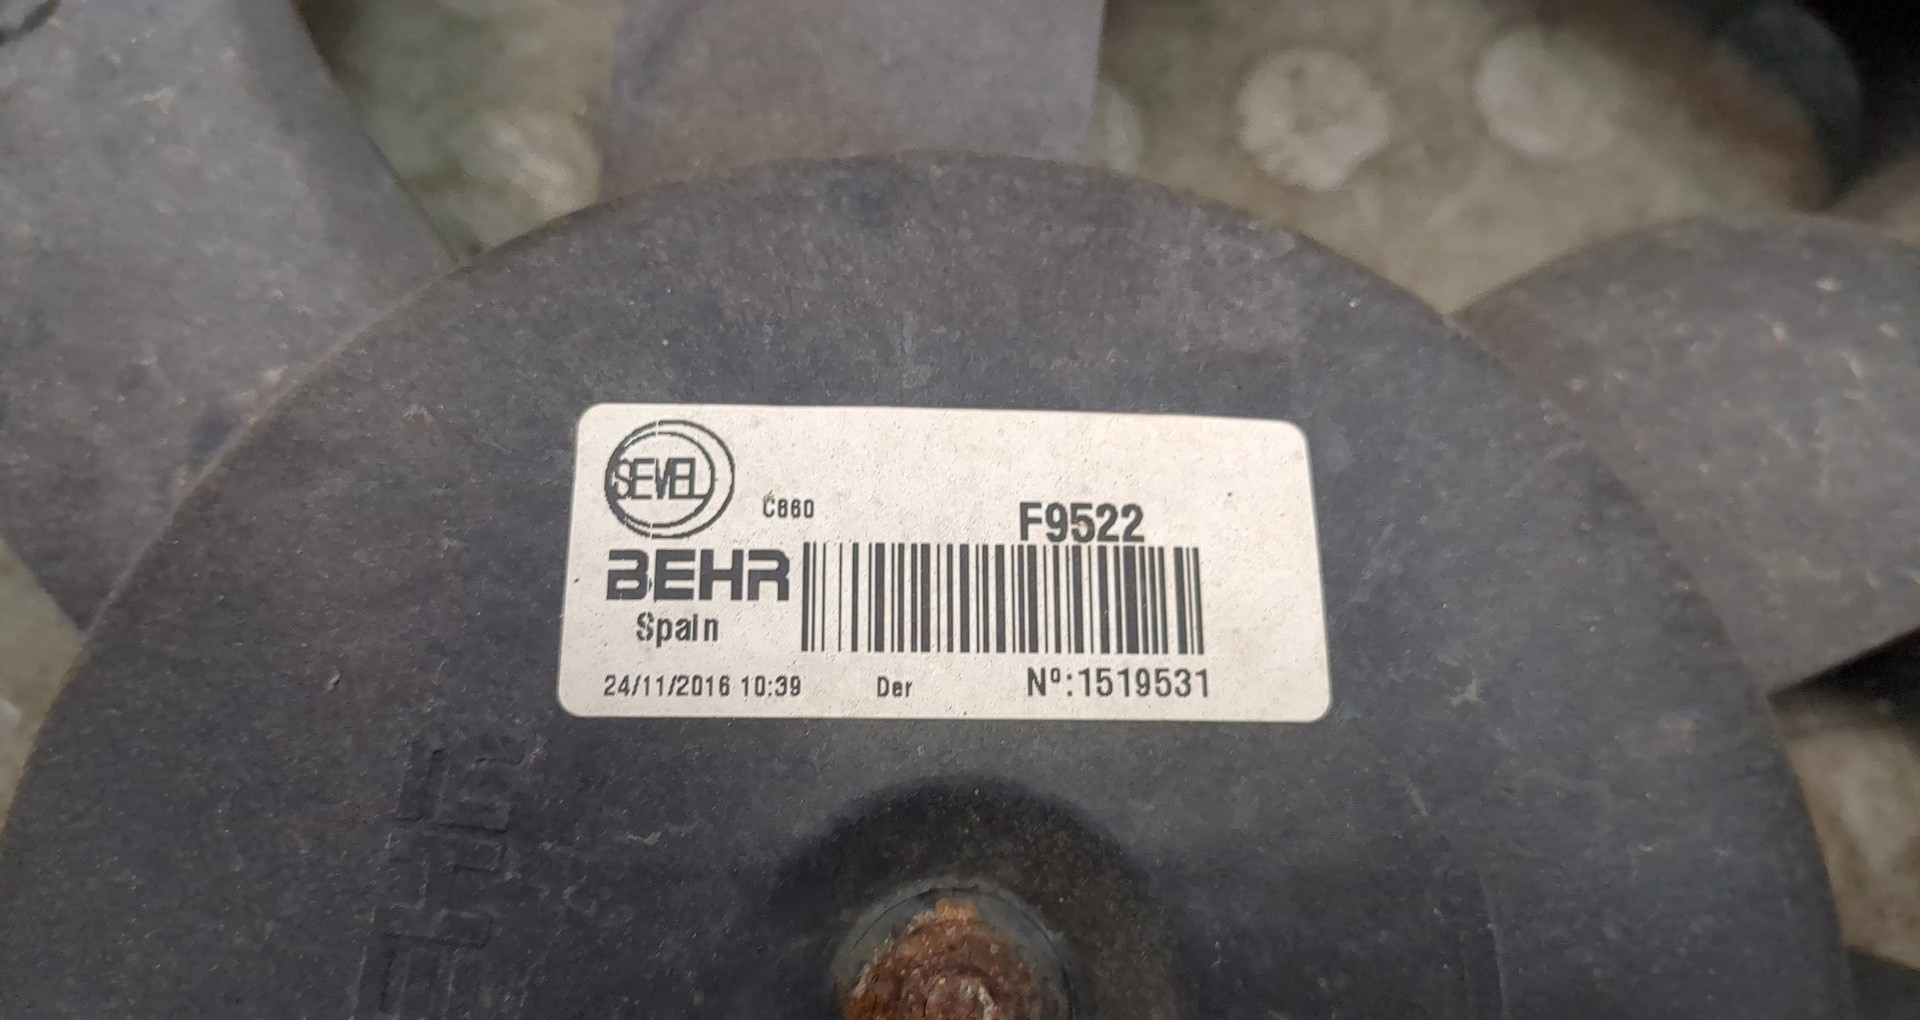 SEVEL
C860
F9522
BEHR
Spain
24/11/2016 10:39 Der Nº:1519531